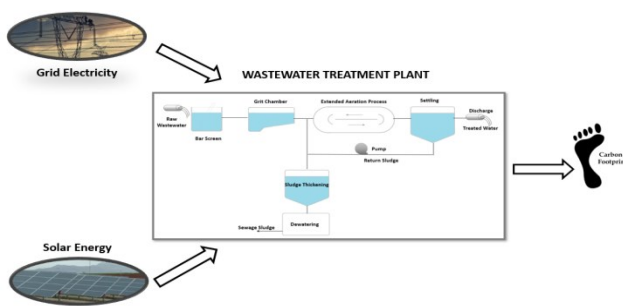 Grid Electricity
WASTEWATER TREATMENT PLANT
Grit Chamber
Extended Aeration Process
Settling
Discharge
Raw
Wastewater
Treated Water
Bar Screen
Pump
Return Sludge
Carbon
Footprint
Sludge Thickening
Sewage Sludge
Dewatering
Solar Energy